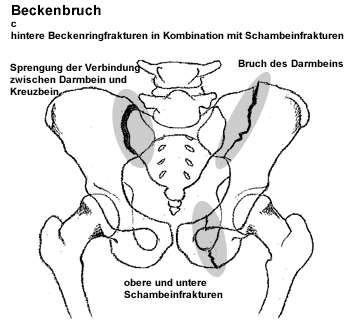 Beckenbruch
c
hintere Beckenringfrakturen in Kombination mit Schambeinfrakturen
Sprengung der Verbindung
zwischen Darmbein und
Kreuzbein
Bruch des Darmbeins
obere und untere
Schambeinfrakturen